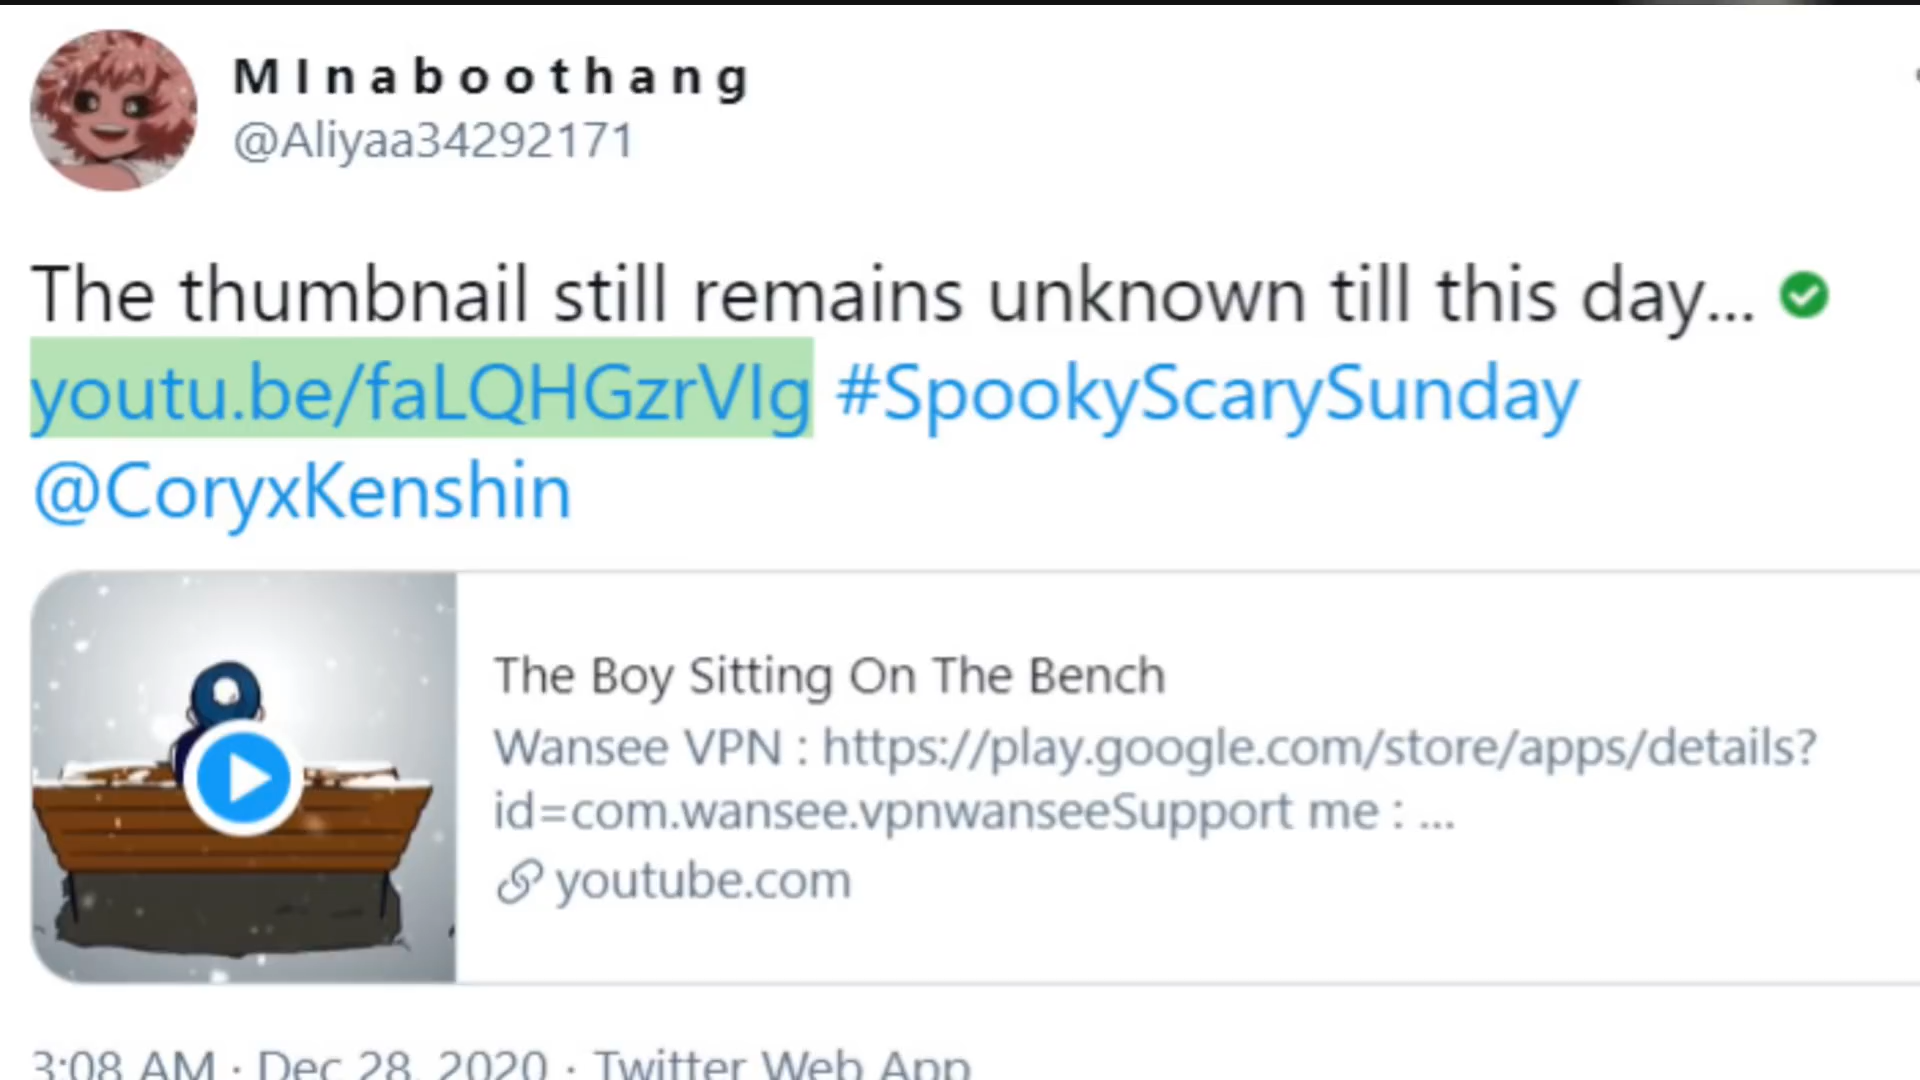 MInaboothang
@Aliyaa34292171
The thumbnail still remains unknown till this day...
youtu.be/faLQHGzrVIg #SpookyScarySunday
@CoryxKenshin
The Boy Sitting On The Bench
Wansee VPN : https://play.google.com/store/apps/details?
id=com.wansee.vpnwanseeSupport me : ...
youtube.com
3:08 AM · Dec 28, 2020 · Twitter Web App